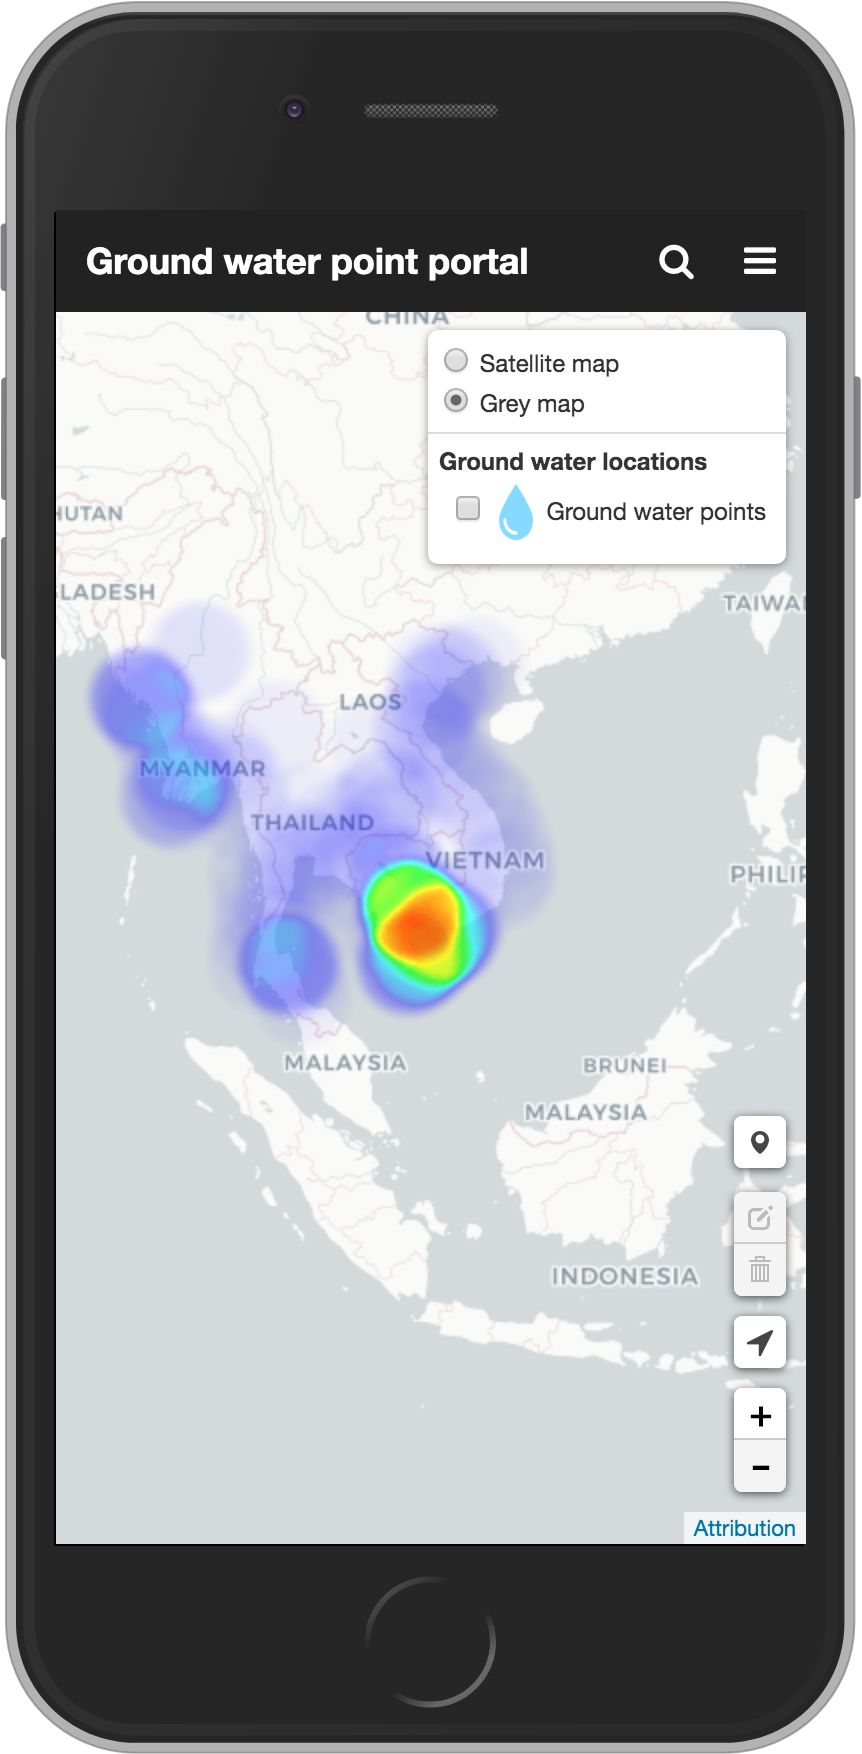 Ground water point portal
CHINA
Satellite map
Grey map
Ground water locations
Ground water points
HUTAN
LADESH
TAIWA
LAOS
MYANMAR
THAILAND
VIETNAM
PHILIP
MALAYSIA
BRUNEI
MALAYSIA
INDONESIA
+
−
Attribution